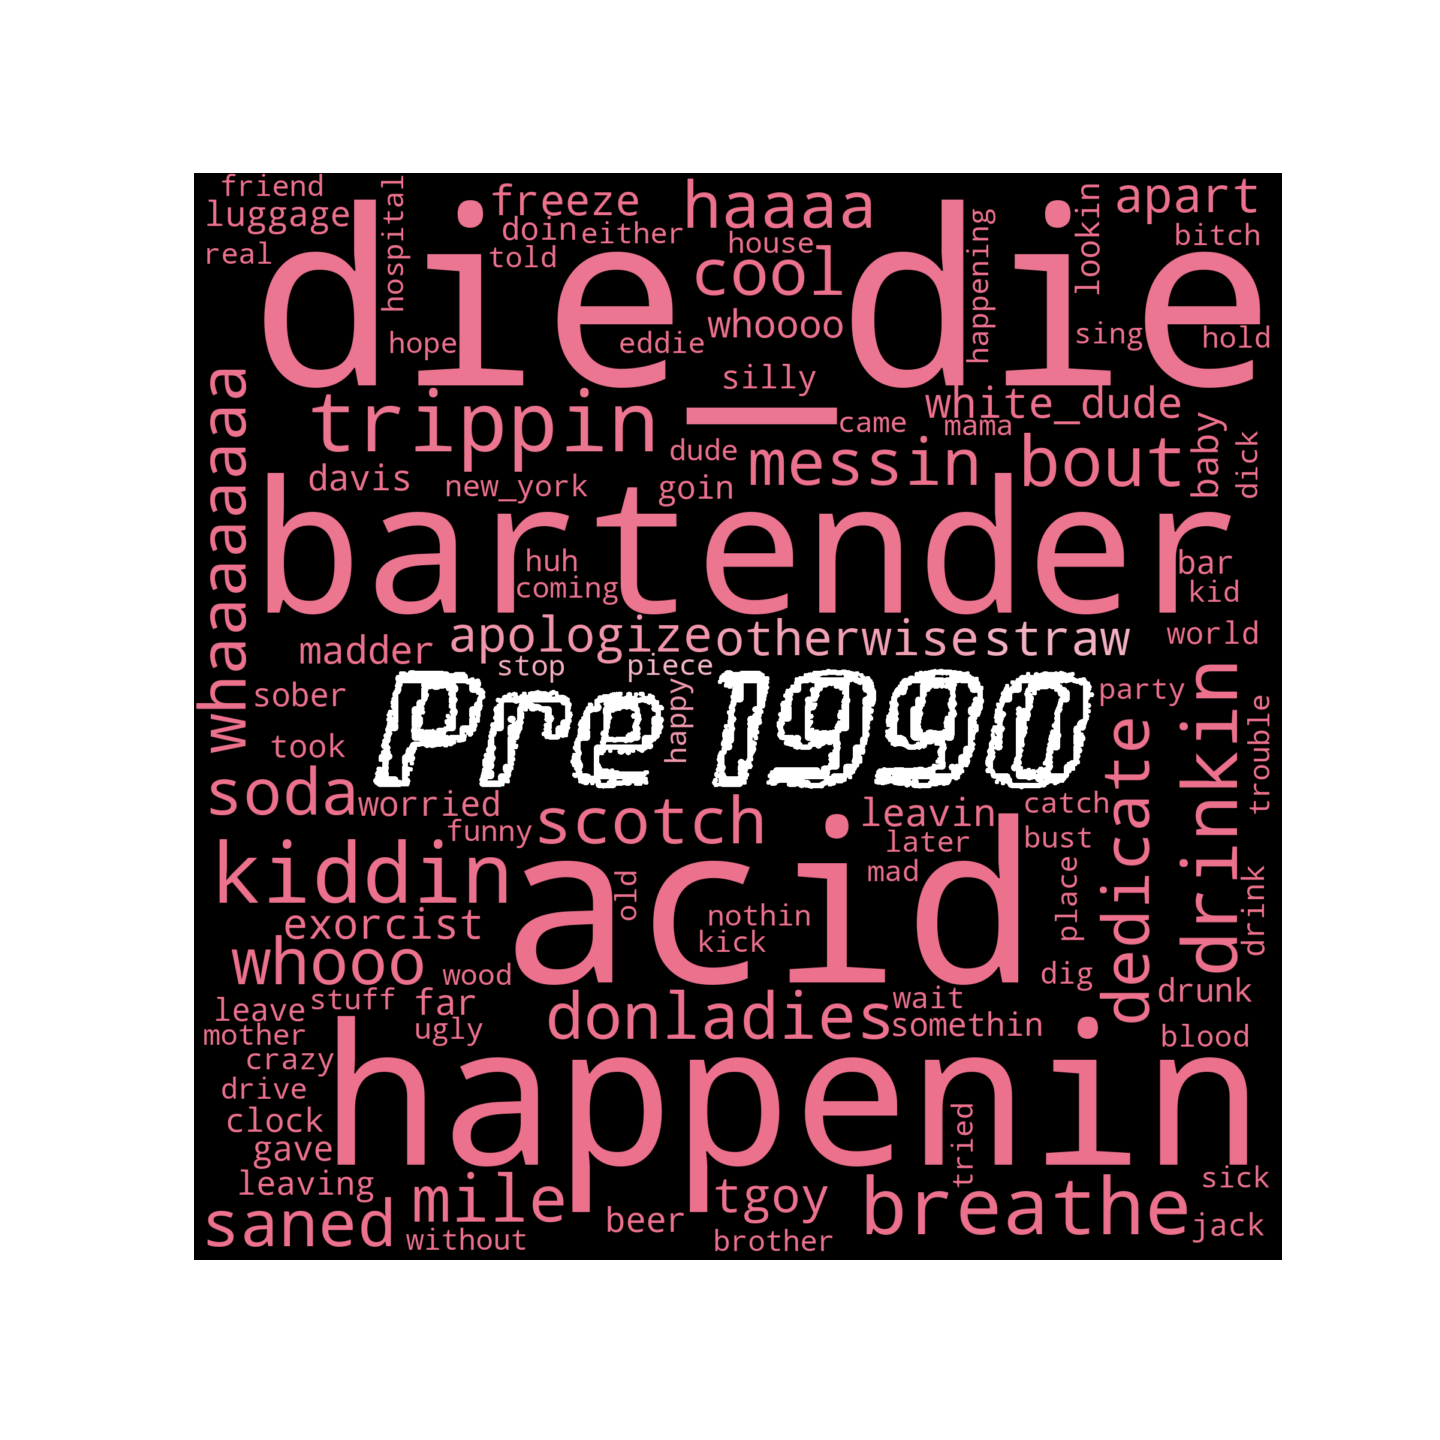 friend
luggage
real
hospital
freeze
doin
either
told
haaaa
house
cool
whoooo
happening
lookin
apart
bitch
sing
hold
die_die
hope
eddie
silly
trippin
came
white_dude
mama
dude
messin
bout
baby
dick
whaaaaaaaaaa
davis
new_york
goin
bartender
huh
coming
bar
kid
madder
apologize
otherwise
straw
world
stop
piece
sober
Pre 1990
happy
party
took
soda
worried
funny
scotch
leavin
later
catch
bust
dedicate
drinkin
trouble
kiddin
acid
old
mad
place
nothin
kick
drink
exorcist
whooo
wood
dig
drunk
leave
stuff
far
donladies
wait
somethin
mother
ugly
blood
crazy
drive
happenin
clock
gave
tried
leaving
saned
mile
without
beer
tgoy
brother
breathe
sick
jack